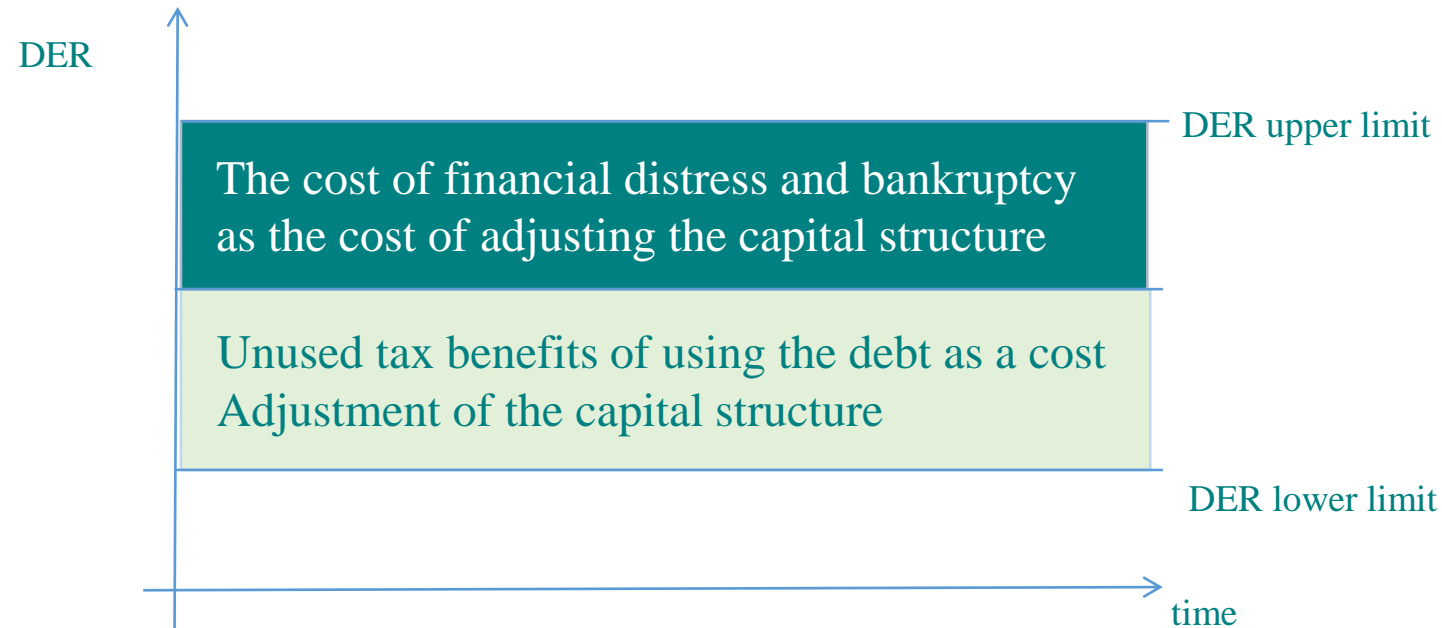 DER
DER upper limit
The cost of financial distress and bankruptcy
as the cost of adjusting the capital structure
Unused tax benefits of using the debt as a cost
Adjustment of the capital structure
DER lower limit
time